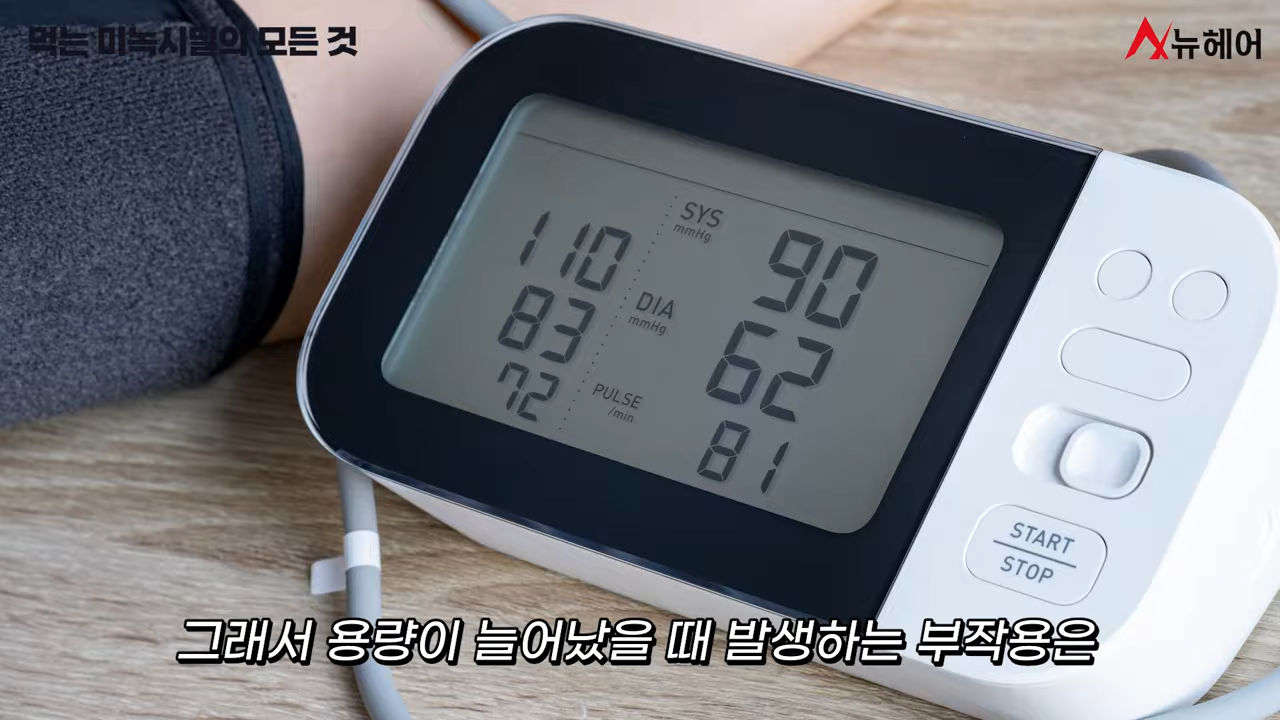 먹는 미녹시딜의 모든 것
뉴헤어
SYS
mmHg
110
90
DIA
mmHg
83
62
PULSE
/min
72
81
START
STOP
그래서 용량이 늘어났을 때 발생하는 부작용은